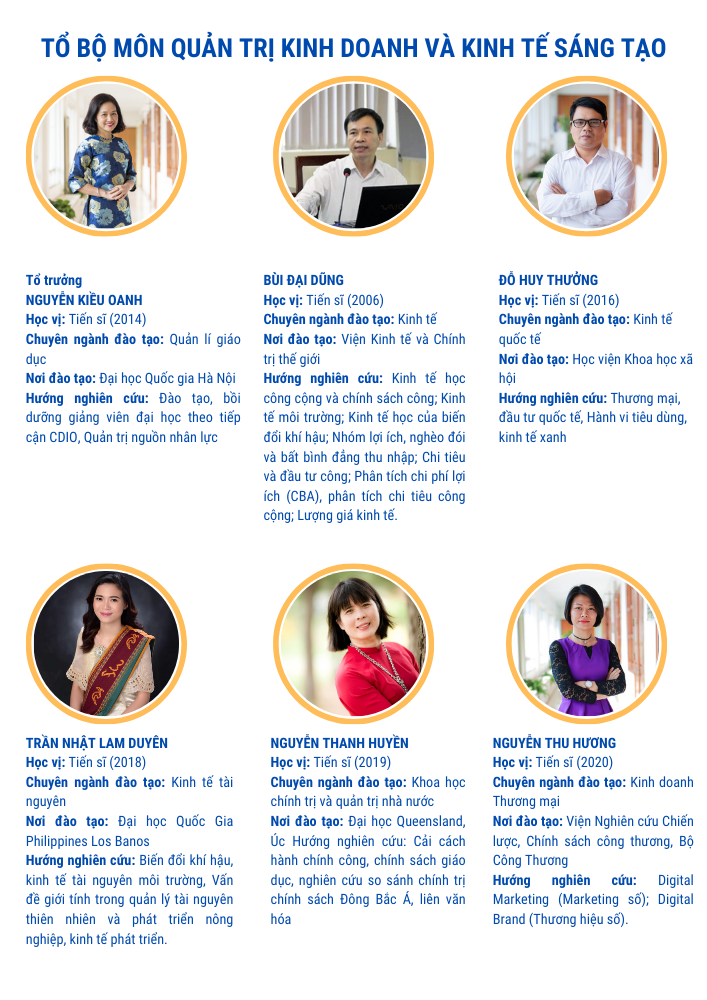 TỔ BỘ MÔN QUẢN TRỊ KINH DOANH VÀ KINH TẾ SÁNG TẠO
Tổ trưởng
NGUYỄN KIỀU OANH
Học vị: Tiến sĩ (2014)
Chuyên ngành đào tạo: Quản lí giáo
dục
Nơi đào tạo: Đại học Quốc gia Hà Nội
Hướng nghiên cứu: Đào tạo, bồi
dưỡng giảng viên đại học theo tiếp
cận CDIO, Quản trị nguồn nhân lực
BÙI ĐẠI DŨNG
Học vị: Tiến sĩ (2006)
Chuyên ngành đào tạo: Kinh tế
Nơi đào tạo: Viện Kinh tế và Chính
trị thế giới
Hướng nghiên cứu: Kinh tế học
công cộng và chính sách công; Kinh
tế môi trường; Kinh tế học của biến
đổi khí hậu; Nhóm lợi ích, nghèo đói
và bất bình đẳng thu nhập; Chi tiêu
và đầu tư công; Phân tích chi phí lợi
ích (CBA), phân tích chi tiêu công
cộng; Lượng giá kinh tế.
ĐỖ HUY THƯỞNG
Học vị: Tiến sĩ (2016)
Chuyên ngành đào tạo: Kinh tế
quốc tế
Nơi đào tạo: Học viện Khoa học xã
hội
Hướng nghiên cứu: Thương mại,
đầu tư quốc tế, Hành vi tiêu dùng,
kinh tế xanh
TRẦN NHẬT LAM DUYÊN
Học vị: Tiến sĩ (2018)
Chuyên ngành đào tạo: Kinh tế tài
nguyên
Nơi đào tạo: Đại học Quốc Gia
Philippines Los Banos
Hướng nghiên cứu: Biến đổi khí hậu,
kinh tế tài nguyên môi trường, Vấn
đề giới tính trong quản lý tài nguyên
thiên nhiên và phát triển nông
nghiệp, kinh tế phát triển.
NGUYỄN THANH HUYỀN
Học vị: Tiến sĩ (2019)
Chuyên ngành đào tạo: Khoa học
chính trị và quản trị nhà nước
Nơi đào tạo: Đại học Queensland,
Úc Hướng nghiên cứu: Cải cách
hành chính công, chính sách giáo
dục, nghiên cứu so sánh chính trị
chính sách Đông Bắc Á, liên văn
hóa
NGUYỄN THU HƯƠNG
Học vị: Tiến sĩ (2020)
Chuyên ngành đào tạo: Kinh doanh
Thương mại
Nơi đào tạo: Viện Nghiên cứu Chiến
lược, Chính sách công thương, Bộ
Công Thương
Hướng nghiên cứu: Digital
Marketing (Marketing số); Digital
Brand (Thương hiệu số).